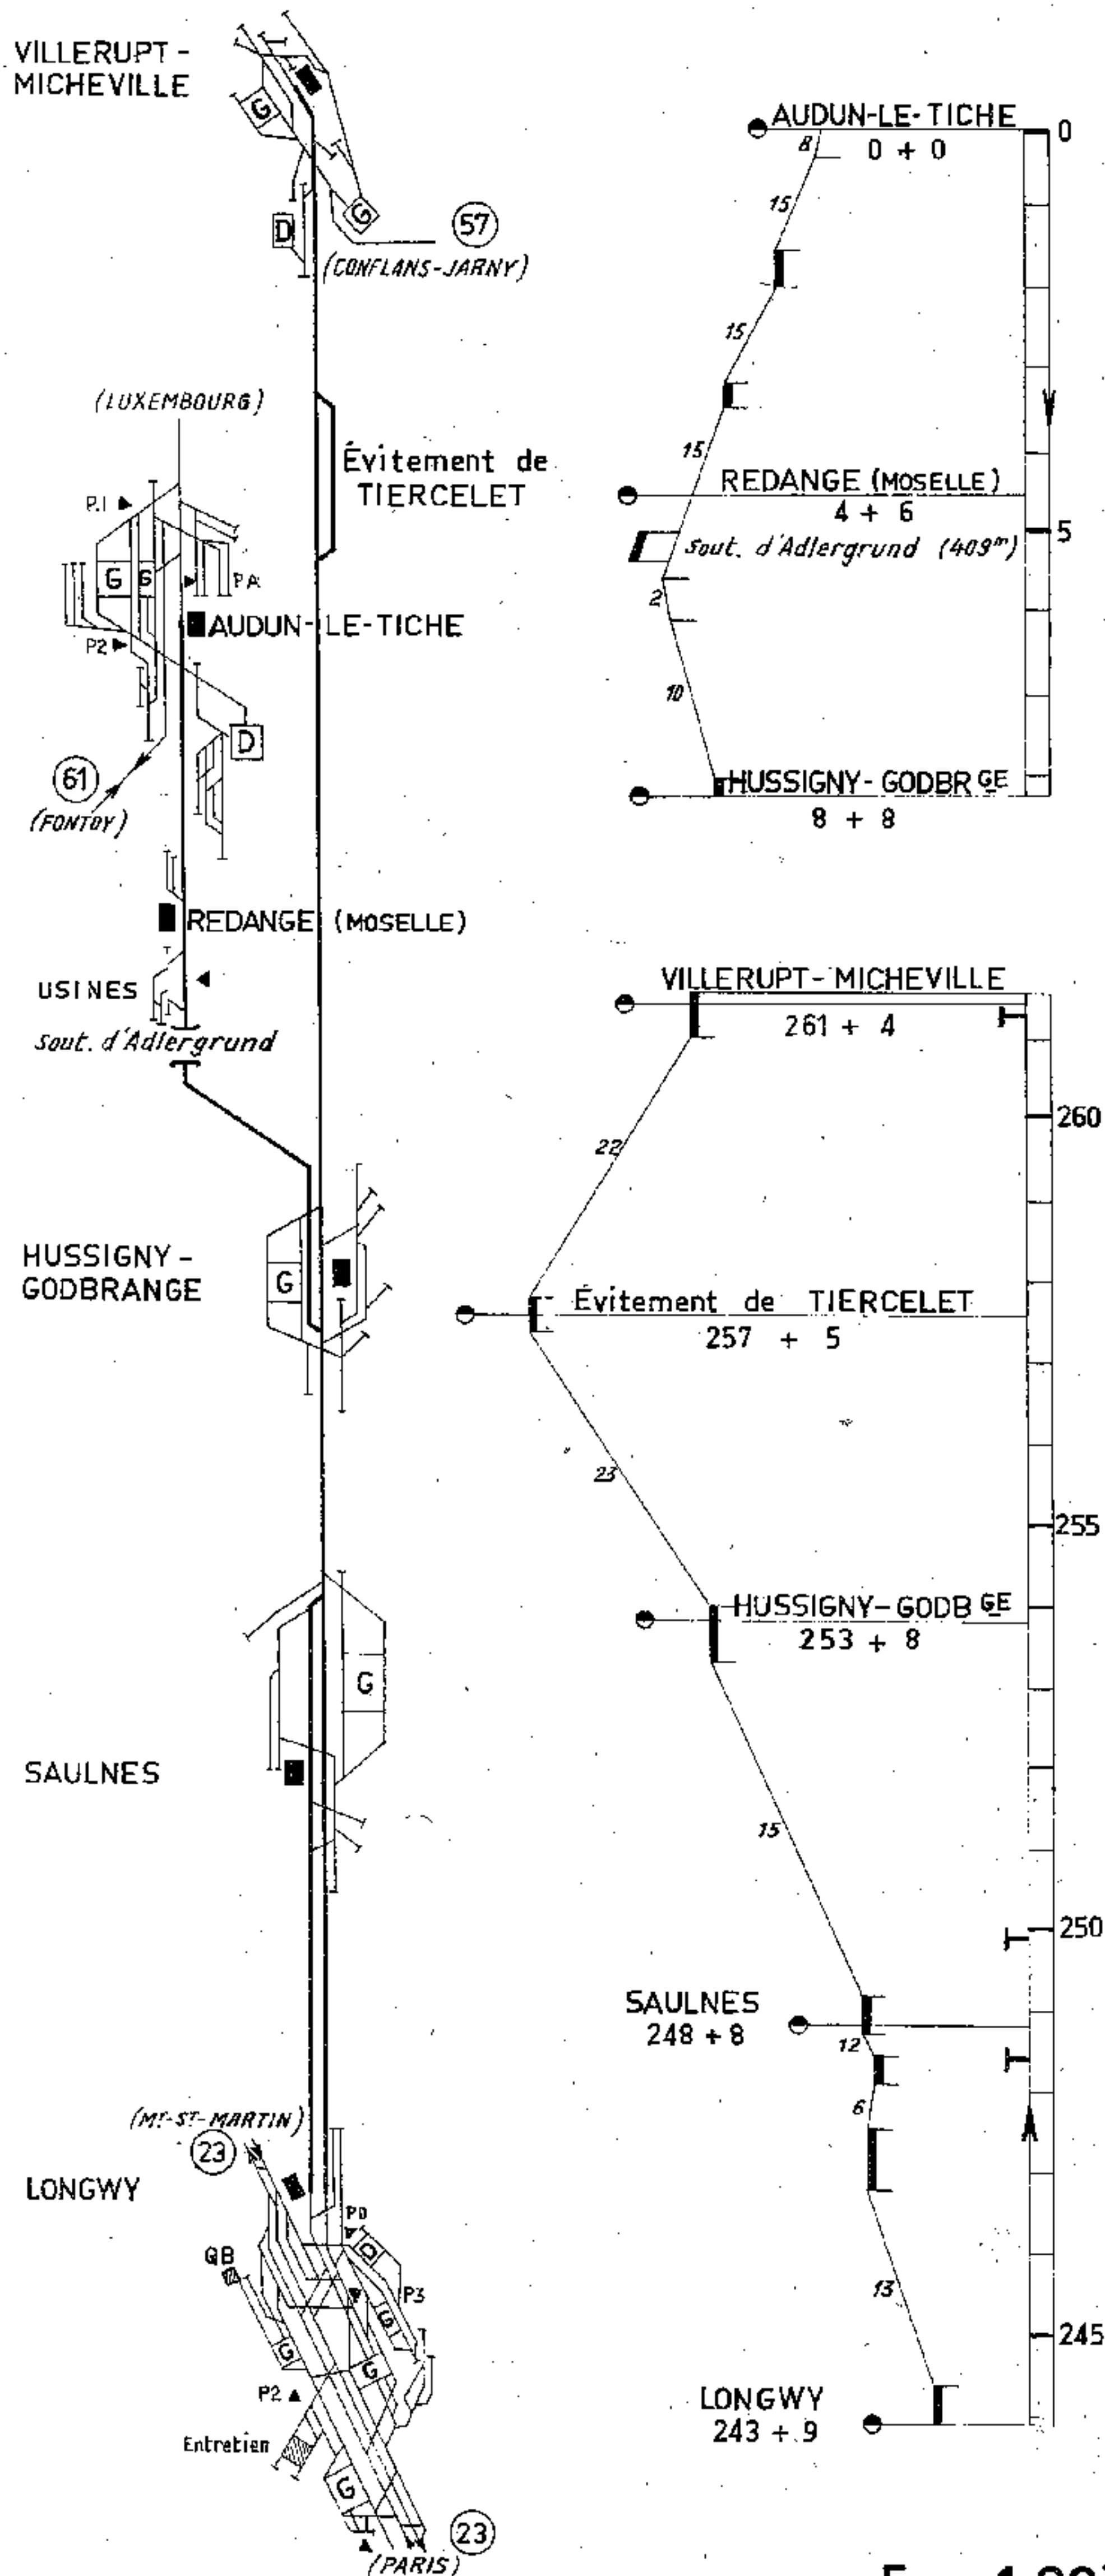 VILLERUPT -
MICHEVILLE
G
G
D
57
(CONFLANS-JARNY)
(LUXEMBOURG)
Évitement de
TIERCELET
P.1
G
G
PA
AUDUN-LE-TICHE
P2
D
61
(FONTOY)
REDANGE (MOSELLE)
USINES
Sout. d'Adlergrund
HUSSIGNY -
GODBRANGE
G
G
SAULNES
(MT-ST-MARTIN)
23
LONGWY
PD
D
GB
P3
G
G
G
P2
Entretien
G
23
(PARIS)
AUDUN-LE-TICHE
0 + 0
0
8
15
15
15
REDANGE (MOSELLE)
4 + 6
5
Sout. d'Adlergrund (409m)
2
10
HUSSIGNY-GODBR GE
8 + 8
VILLERUPT-MICHEVILLE
261 + 4
260
22
Évitement de TIERCELET
257 + 5
23
255
HUSSIGNY-GODB GE
253 + 8
15
250
SAULNES
248 + 8
12
6
13
245
LONGWY
243 + 9